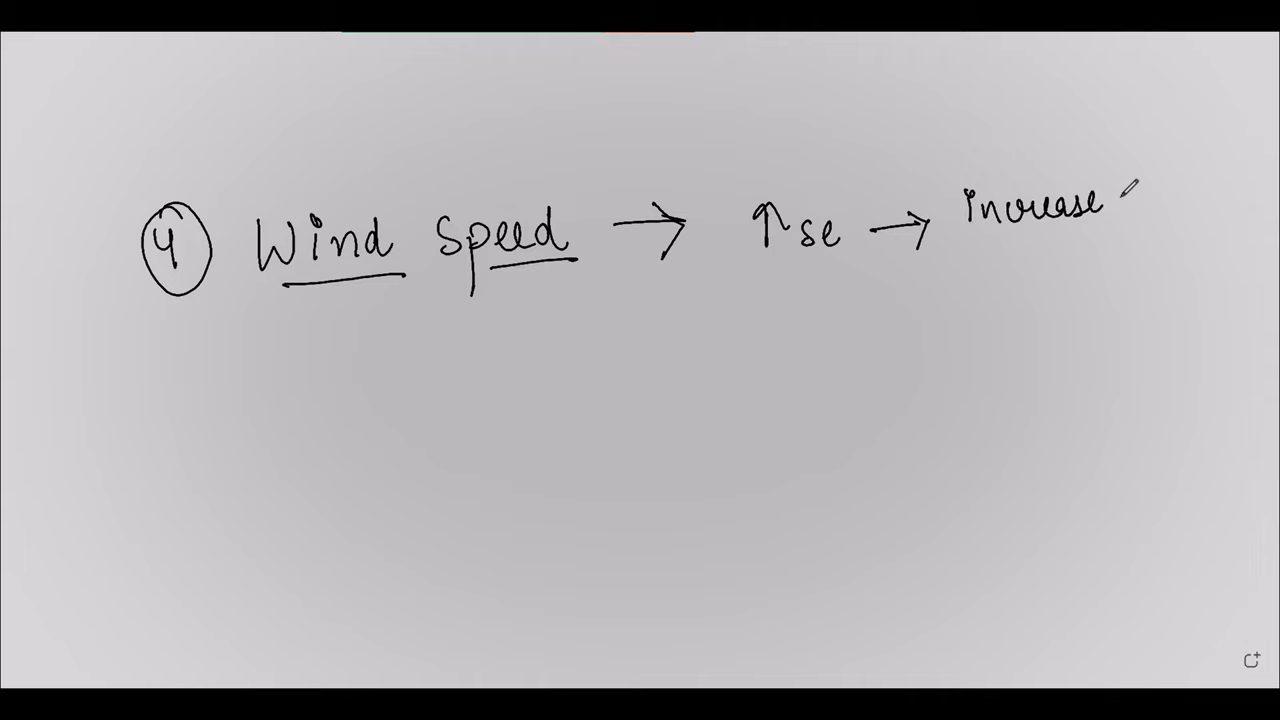 ④ Wind Speed → ↑se → increase